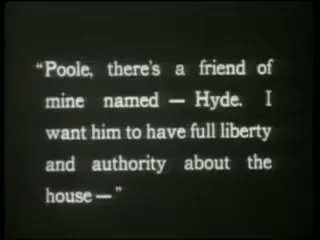 “Poole, there's a friend of
mine named — Hyde. I
want him to have full liberty
and authority about the
house — ”